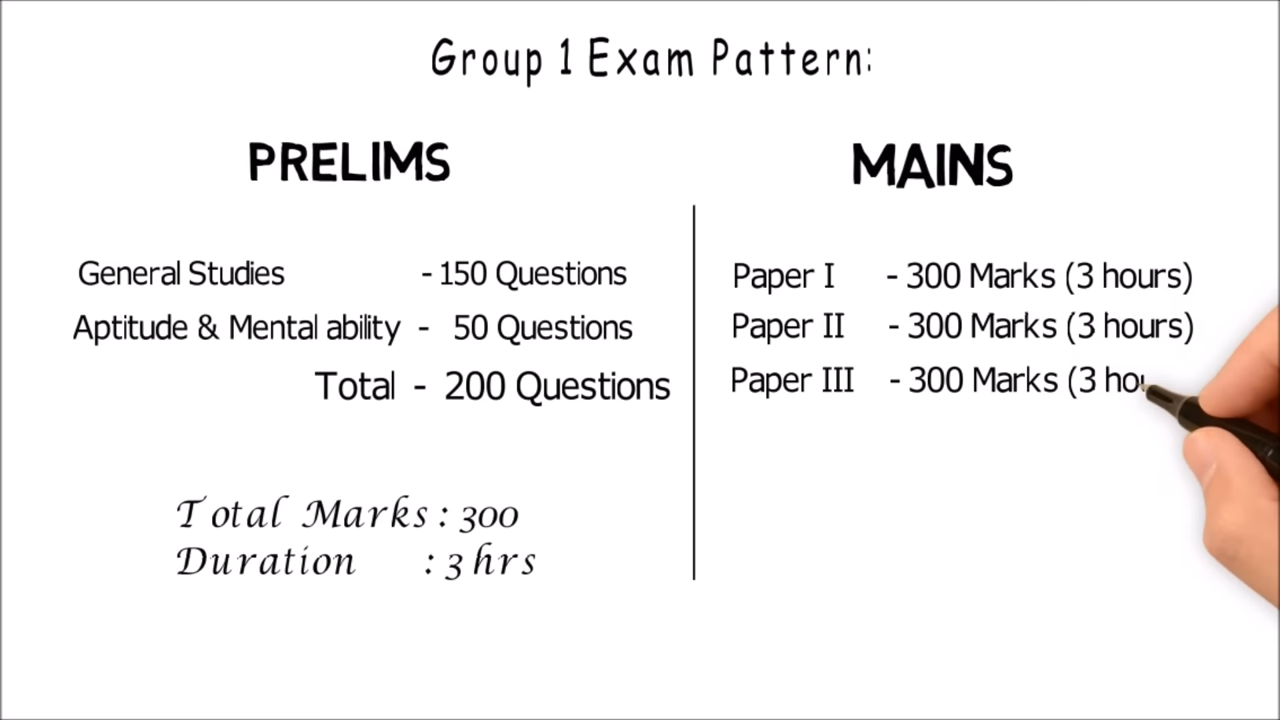 Group 1 Exam Pattern:
PRELIMS
General Studies - 150 Questions
Aptitude & Mental ability - 50 Questions
Total - 200 Questions
Total Marks : 300
Duration : 3 hrs
MAINS
Paper I - 300 Marks (3 hours)
Paper II - 300 Marks (3 hours)
Paper III - 300 Marks (3 ho